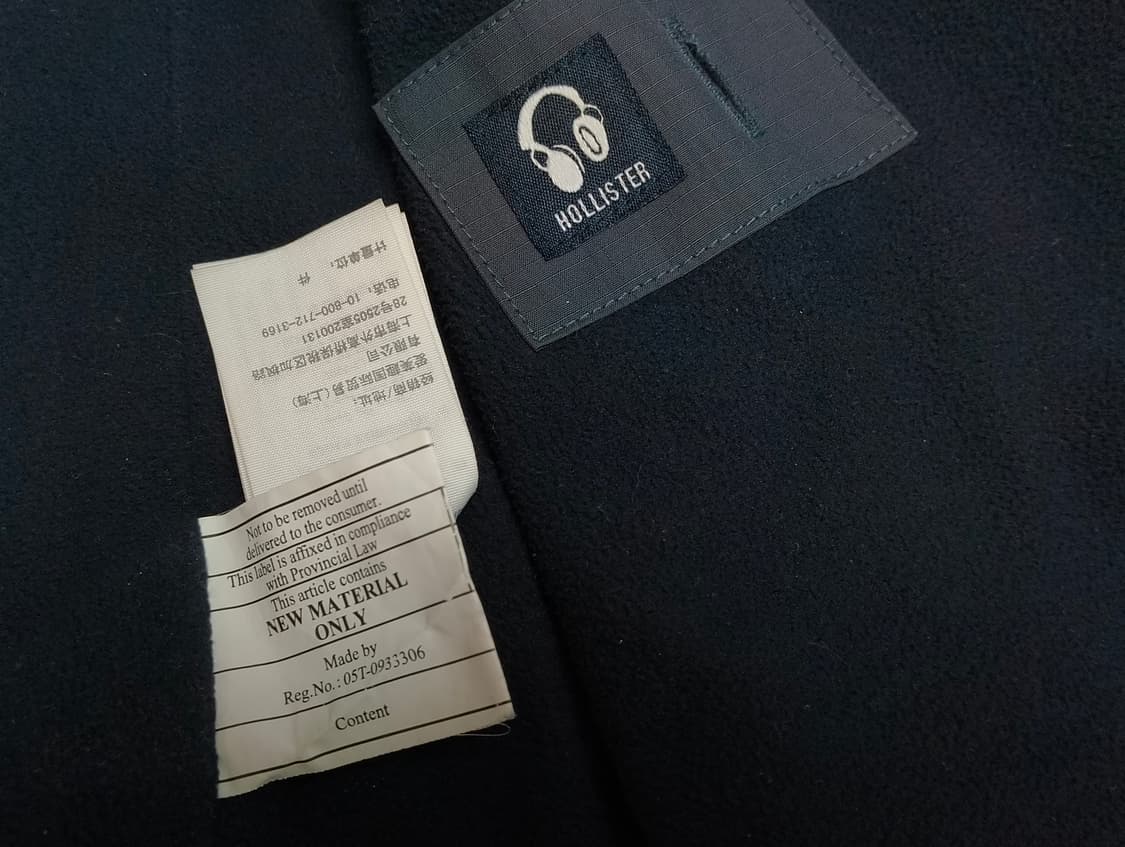 HOLLISTER
经销商/地址:
爱美趣国际贸易(上海)
有限公司
上海市外高桥保税区加枫路
28号2505室200131
电话: 10-800-712-3169
计量单位: 件
Not to be removed until
delivered to the consumer.
This label is affixed in compliance
with Provincial Law
This article contains
NEW MATERIAL
ONLY
Made by
Reg.No.: 05T-0933306
Content